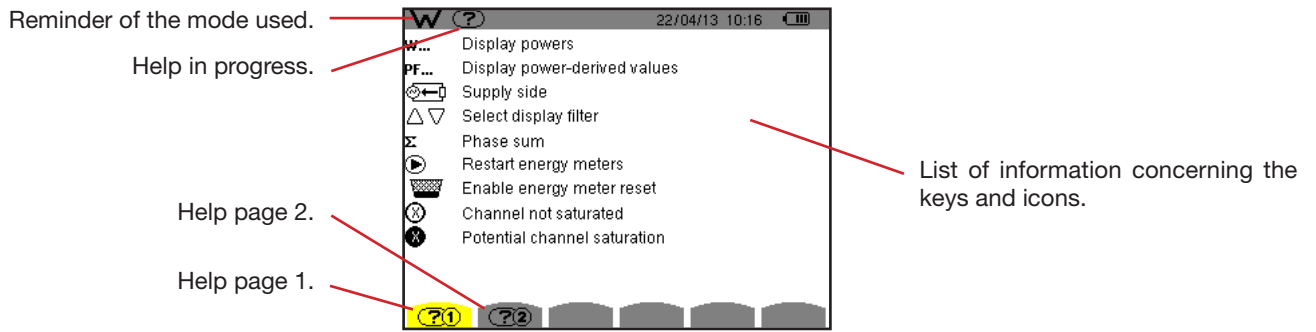 Reminder of the mode used.
Help in progress.
Help page 2.
Help page 1.
W ? 22/04/13 10:16
W... Display powers
PF... Display power-derived values
Supply side
Select display filter
Σ Phase sum
Restart energy meters
Enable energy meter reset
X Channel not saturated
X Potential channel saturation
?1 ?2
List of information concerning the
keys and icons.